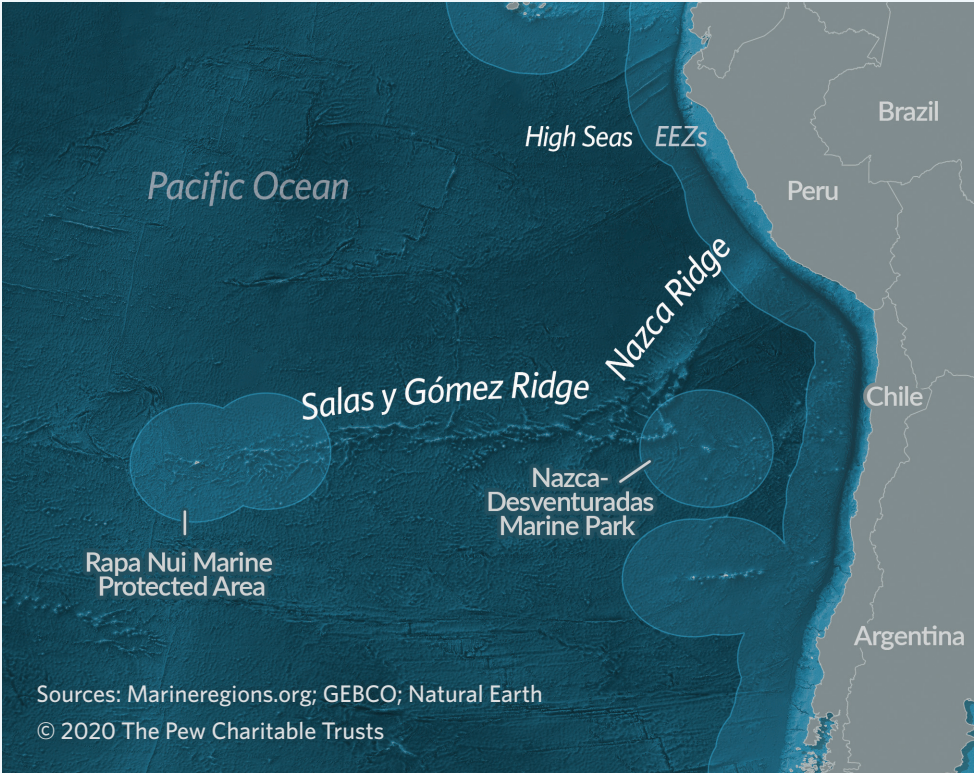 Brazil
High Seas
EEZs
Pacific Ocean
Peru
Nazca Ridge
Salas y Gómez Ridge
Chile
Nazca-
Desventuradas
Marine Park
Rapa Nui Marine
Protected Area
Argentina
Sources: Marineregions.org; GEBCO; Natural Earth
© 2020 The Pew Charitable Trusts